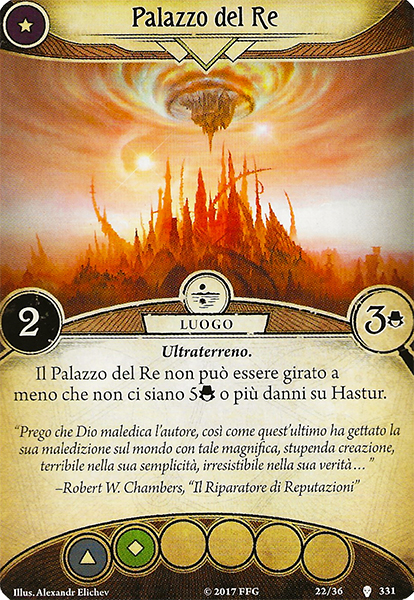 Palazzo del Re
2
LUOGO
3
Ultraterreno.
Il Palazzo del Re non può essere girato a
meno che non ci siano 5 o più danni su Hastur.
“Prego che Dio maledica l'autore, così come quest'ultimo ha gettato la
sua maledizione sul mondo con tale magnifica, stupenda creazione,
terribile nella sua semplicità, irresistibile nella sua verità…”
–Robert W. Chambers, “Il Riparatore di Reputazioni”
Illus. Alexandr Elichev © 2017 FFG 22/36 331